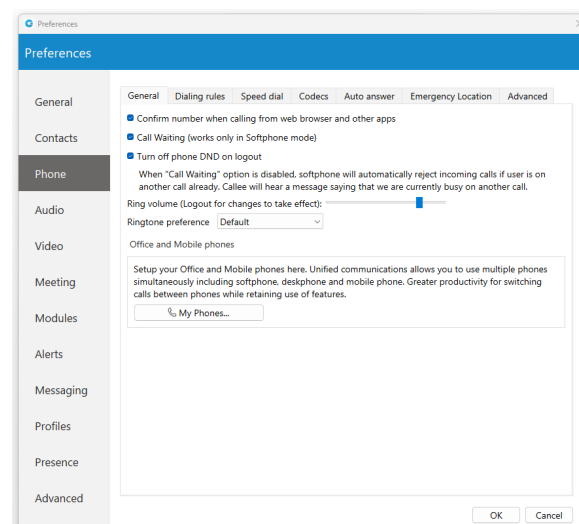 Preferences
Preferences
General
Contacts
Phone
Audio
Video
Meeting
Modules
Alerts
Messaging
Profiles
Presence
Advanced
General Dialing rules Speed dial Codecs Auto answer Emergency Location Advanced
Confirm number when calling from web browser and other apps
Call Waiting (works only in Softphone mode)
Turn off phone DND on logout
When "Call Waiting" option is disabled, softphone will automatically reject incoming calls if user is on
another call already. Callee will hear a message saying that we are currently busy on another call.
Ring volume (Logout for changes to take effect):
Ringtone preference Default
Office and Mobile phones
Setup your Office and Mobile phones here. Unified communications allows you to use multiple phones
simultaneously including softphone, deskphone and mobile phone. Greater productivity for switching
calls between phones while retaining use of features.
My Phones...
OK Cancel